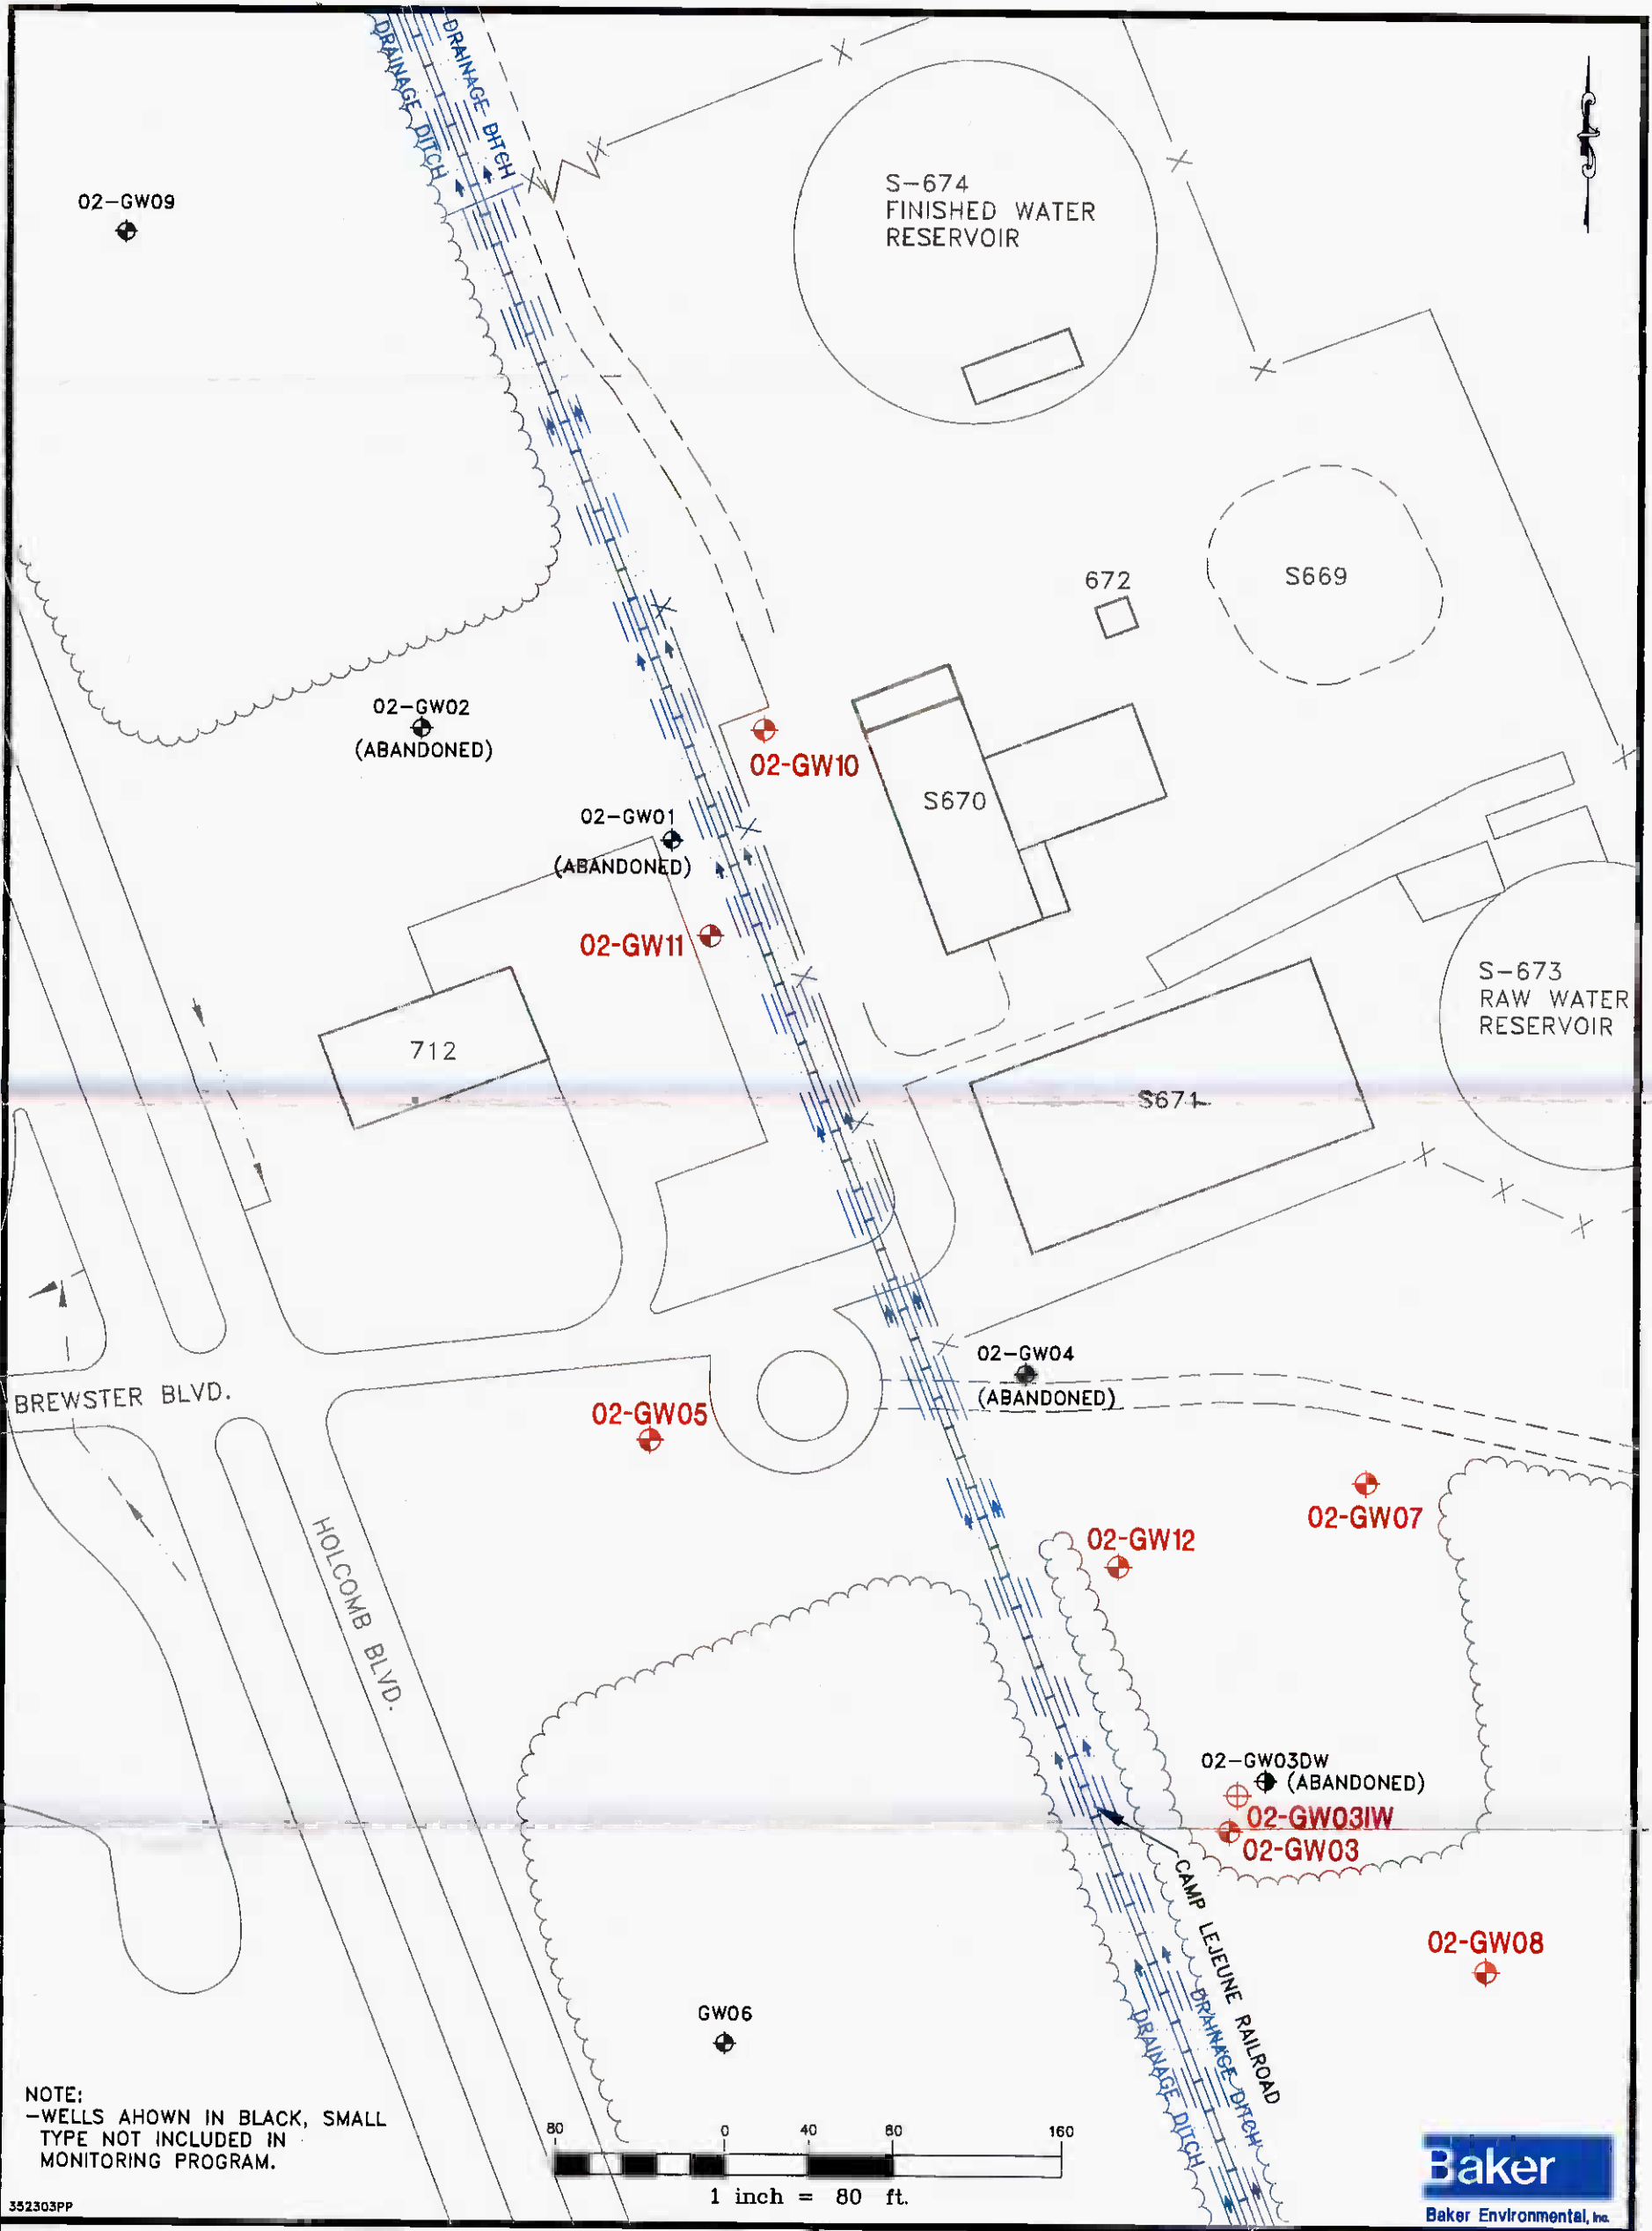 DRAINAGE DITCH
DRAINAGE DITCH
02-GW09
S-674
FINISHED WATER
RESERVOIR
672
S669
02-GW02
(ABANDONED)
02-GW10
S670
02-GW01
(ABANDONED)
02-GW11
S-673
RAW WATER
RESERVOIR
712
S671
02-GW04
(ABANDONED)
BREWSTER BLVD.
02-GW05
02-GW07
02-GW12
HOLCOMB BLVD.
02-GW03DW
(ABANDONED)
02-GW03IW
02-GW03
CAMP LEJEUNE RAILROAD
02-GW08
DRAINAGE DITCH
DRAINAGE DITCH
GW06
NOTE:
-WELLS AHOWN IN BLACK, SMALL
TYPE NOT INCLUDED IN
MONITORING PROGRAM.
80 0 40 80 160
1 inch = 80 ft.
Baker
Baker Environmental, Inc.
352303PP